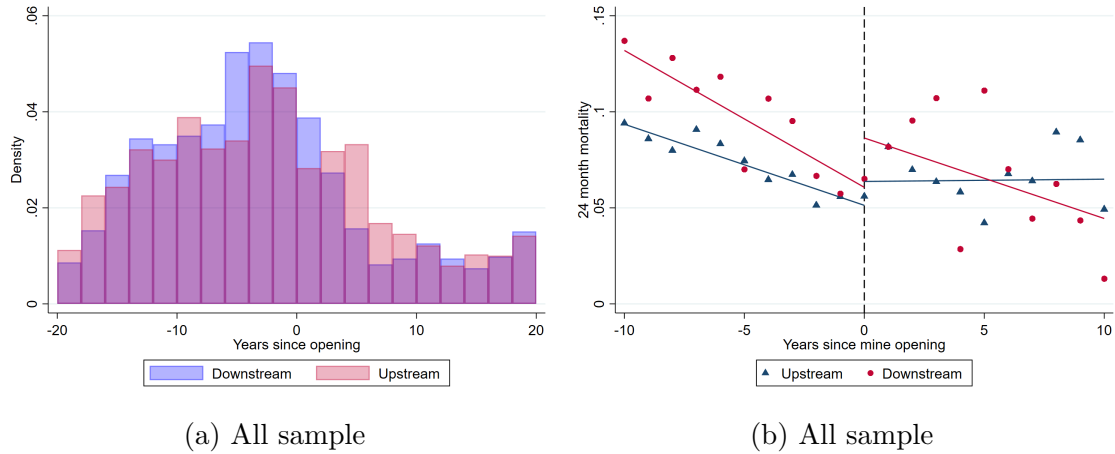 .06
.04
.02
0
Density
-20
-10
0
10
20
Years since opening
Downstream
Upstream
(a) All sample
.15
.1
.05
0
24 month mortality
-10
-5
0
5
10
Years since mine opening
Upstream
Downstream
(b) All sample